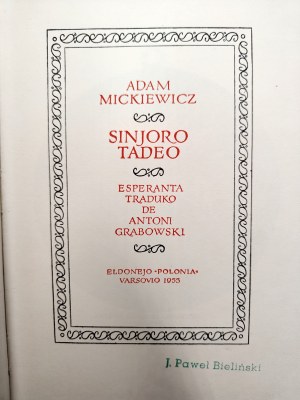 ADAM
MICKIEWICZ
SINJORO
TADEO
ESPERANTA
TRADUKO
DE
ANTONI
GRABOWSKI
ELDONEJO «POLONIA»
VARSOVIO 1955
J. Paweł Bieliński